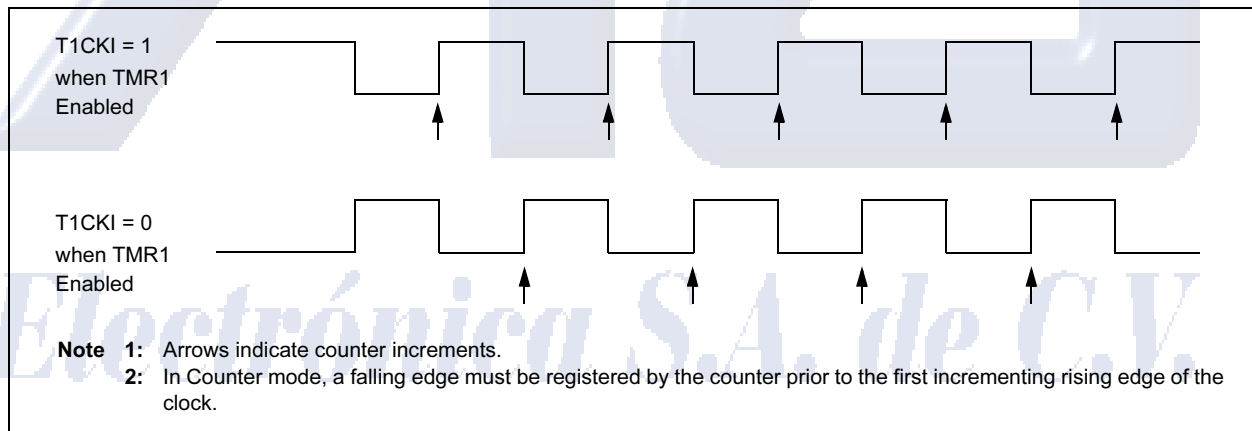 T1CKI = 1
when TMR1
Enabled
T1CKI = 0
when TMR1
Enabled
Electrónica S.A. de C.V.
Note 1: Arrows indicate counter increments.
2: In Counter mode, a falling edge must be registered by the counter prior to the first incrementing rising edge of the
clock.